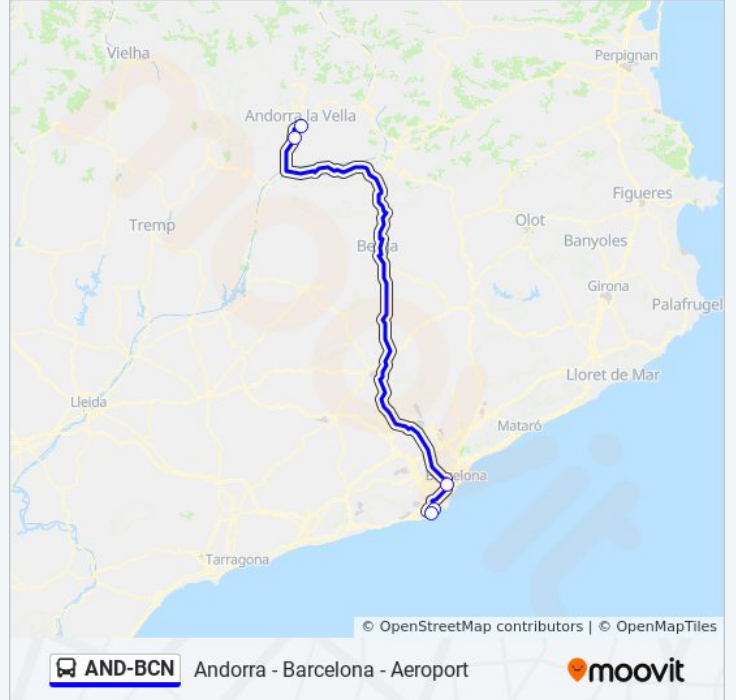 Vielha
Perpignan
Andorra la Vella
Figueres
Tremp
Olot
Berga
Banyoles
Girona
Palafrugel
Lloret de Mar
Lleida
Mataró
Barcelona
Tarragona
© OpenStreetMap contributors | © OpenMapTiles
AND-BCN Andorra - Barcelona - Aeroport
moovit